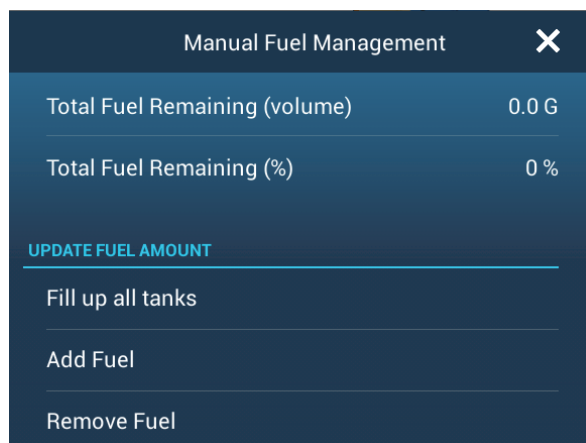 Manual Fuel Management
Total Fuel Remaining (volume) 0.0 G
Total Fuel Remaining (%) 0 %
UPDATE FUEL AMOUNT
Fill up all tanks
Add Fuel
Remove Fuel